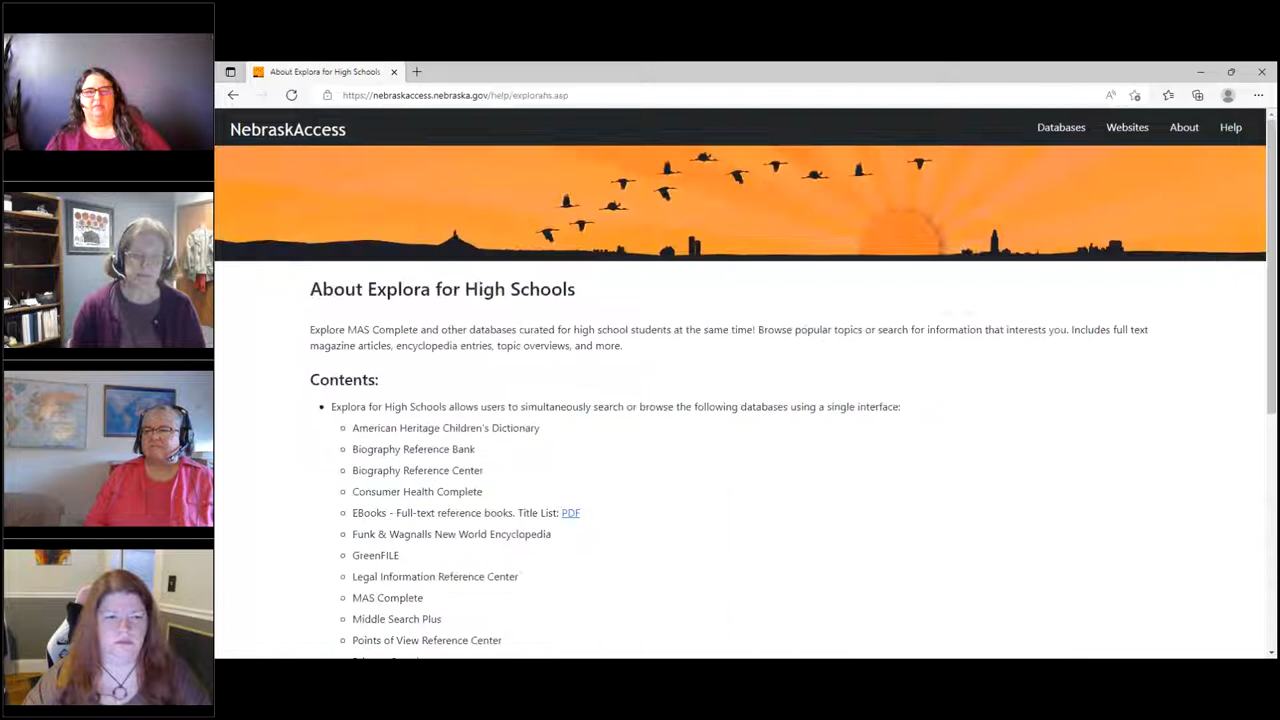 About Explora for High Schools
https://nebraskaccess.nebraska.gov/help/explorahs.asp
NebraskAccess
Databases Websites About Help
About Explora for High Schools
Explore MAS Complete and other databases curated for high school students at the same time! Browse popular topics or search for information that interests you. Includes full text
magazine articles, encyclopedia entries, topic overviews, and more.
Contents:
Explora for High Schools allows users to simultaneously search or browse the following databases using a single interface:
American Heritage Children's Dictionary
Biography Reference Bank
Biography Reference Center
Consumer Health Complete
EBooks - Full-text reference books. Title List: PDF
Funk & Wagnalls New World Encyclopedia
GreenFILE
Legal Information Reference Center
MAS Complete
Middle Search Plus
Points of View Reference Center